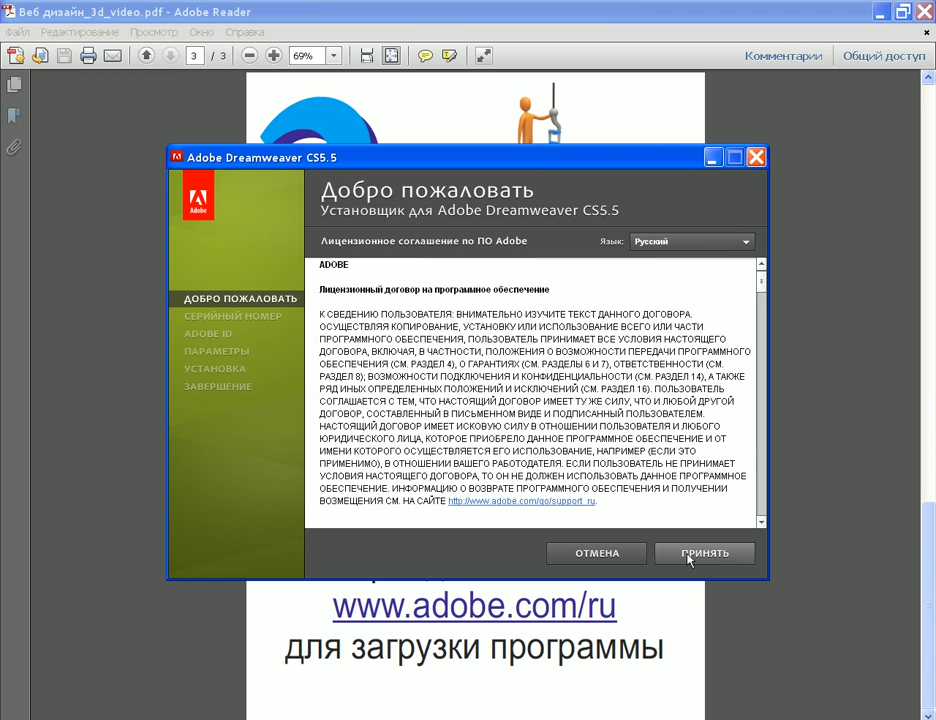 Веб дизайн_3d_video.pdf - Adobe Reader
Файл Редактирование Просмотр Окно Справка
3 / 3 69% Комментарии Общий доступ
Adobe Dreamweaver CS5.5
Adobe
Добро пожаловать
Установщик для Adobe Dreamweaver CS5.5
Лицензионное соглашение по ПО Adobe
Язык: Русский
ДОБРО ПОЖАЛОВАТЬ
СЕРИЙНЫЙ НОМЕР
ADOBE ID
ПАРАМЕТРЫ
УСТАНОВКА
ЗАВЕРШЕНИЕ
ADOBE
Лицензионный договор на программное обеспечение
К СВЕДЕНИЮ ПОЛЬЗОВАТЕЛЯ: ВНИМАТЕЛЬНО ИЗУЧИТЕ ТЕКСТ ДАННОГО ДОГОВОРА.
ОСУЩЕСТВЛЯЯ КОПИРОВАНИЕ, УСТАНОВКУ ИЛИ ИСПОЛЬЗОВАНИЕ ВСЕГО ИЛИ ЧАСТИ
ПРОГРАММНОГО ОБЕСПЕЧЕНИЯ, ПОЛЬЗОВАТЕЛЬ ПРИНИМАЕТ ВСЕ УСЛОВИЯ НАСТОЯЩЕГО
ДОГОВОРА, ВКЛЮЧАЯ, В ЧАСТНОСТИ, ПОЛОЖЕНИЯ О ВОЗМОЖНОСТИ ПЕРЕДАЧИ ПРОГРАММНОГО
ОБЕСПЕЧЕНИЯ (СМ. РАЗДЕЛ 4), О ГАРАНТИЯХ (СМ. РАЗДЕЛЫ 6 И 7), ОТВЕТСТВЕННОСТИ (СМ.
РАЗДЕЛ 8); ВОЗМОЖНОСТИ ПОДКЛЮЧЕНИЯ И КОНФИДЕНЦИАЛЬНОСТИ (СМ. РАЗДЕЛ 14), А ТАКЖЕ
РЯД ИНЫХ ОПРЕДЕЛЕННЫХ ПОЛОЖЕНИЙ И ИСКЛЮЧЕНИЙ (СМ. РАЗДЕЛ 16). ПОЛЬЗОВАТЕЛЬ
СОГЛАШАЕТСЯ С ТЕМ, ЧТО НАСТОЯЩИЙ ДОГОВОР ИМЕЕТ ТУ ЖЕ СИЛУ, ЧТО И ЛЮБОЙ ДРУГОЙ
ДОГОВОР, СОСТАВЛЕННЫЙ В ПИСЬМЕННОМ ВИДЕ И ПОДПИСАННЫЙ ПОЛЬЗОВАТЕЛЕМ.
НАСТОЯЩИЙ ДОГОВОР ИМЕЕТ ИСКОВУЮ СИЛУ В ОТНОШЕНИИ ПОЛЬЗОВАТЕЛЯ И ЛЮБОГО
ЮРИДИЧЕСКОГО ЛИЦА, КОТОРОЕ ПРИОБРЕЛО ДАННОЕ ПРОГРАММНОЕ ОБЕСПЕЧЕНИЕ И ОТ
ИМЕНИ КОТОРОГО ОСУЩЕСТВЛЯЕТСЯ ЕГО ИСПОЛЬЗОВАНИЕ, НАПРИМЕР (ЕСЛИ ЭТО
ПРИМЕНИМО), В ОТНОШЕНИИ ВАШЕГО РАБОТОДАТЕЛЯ. ЕСЛИ ПОЛЬЗОВАТЕЛЬ НЕ ПРИНИМАЕТ
УСЛОВИЯ НАСТОЯЩЕГО ДОГОВОРА, ТО ОН НЕ ДОЛЖЕН ИСПОЛЬЗОВАТЬ ДАННОЕ ПРОГРАММНОЕ
ОБЕСПЕЧЕНИЕ. ИНФОРМАЦИЮ О ВОЗВРАТЕ ПРОГРАММНОГО ОБЕСПЕЧЕНИЯ И ПОЛУЧЕНИИ
ВОЗМЕЩЕНИЯ СМ. НА САЙТЕ http://www.adobe.com/go/support_ru.
ОТМЕНА ПРИНЯТЬ
www.adobe.com/ru
для загрузки программы